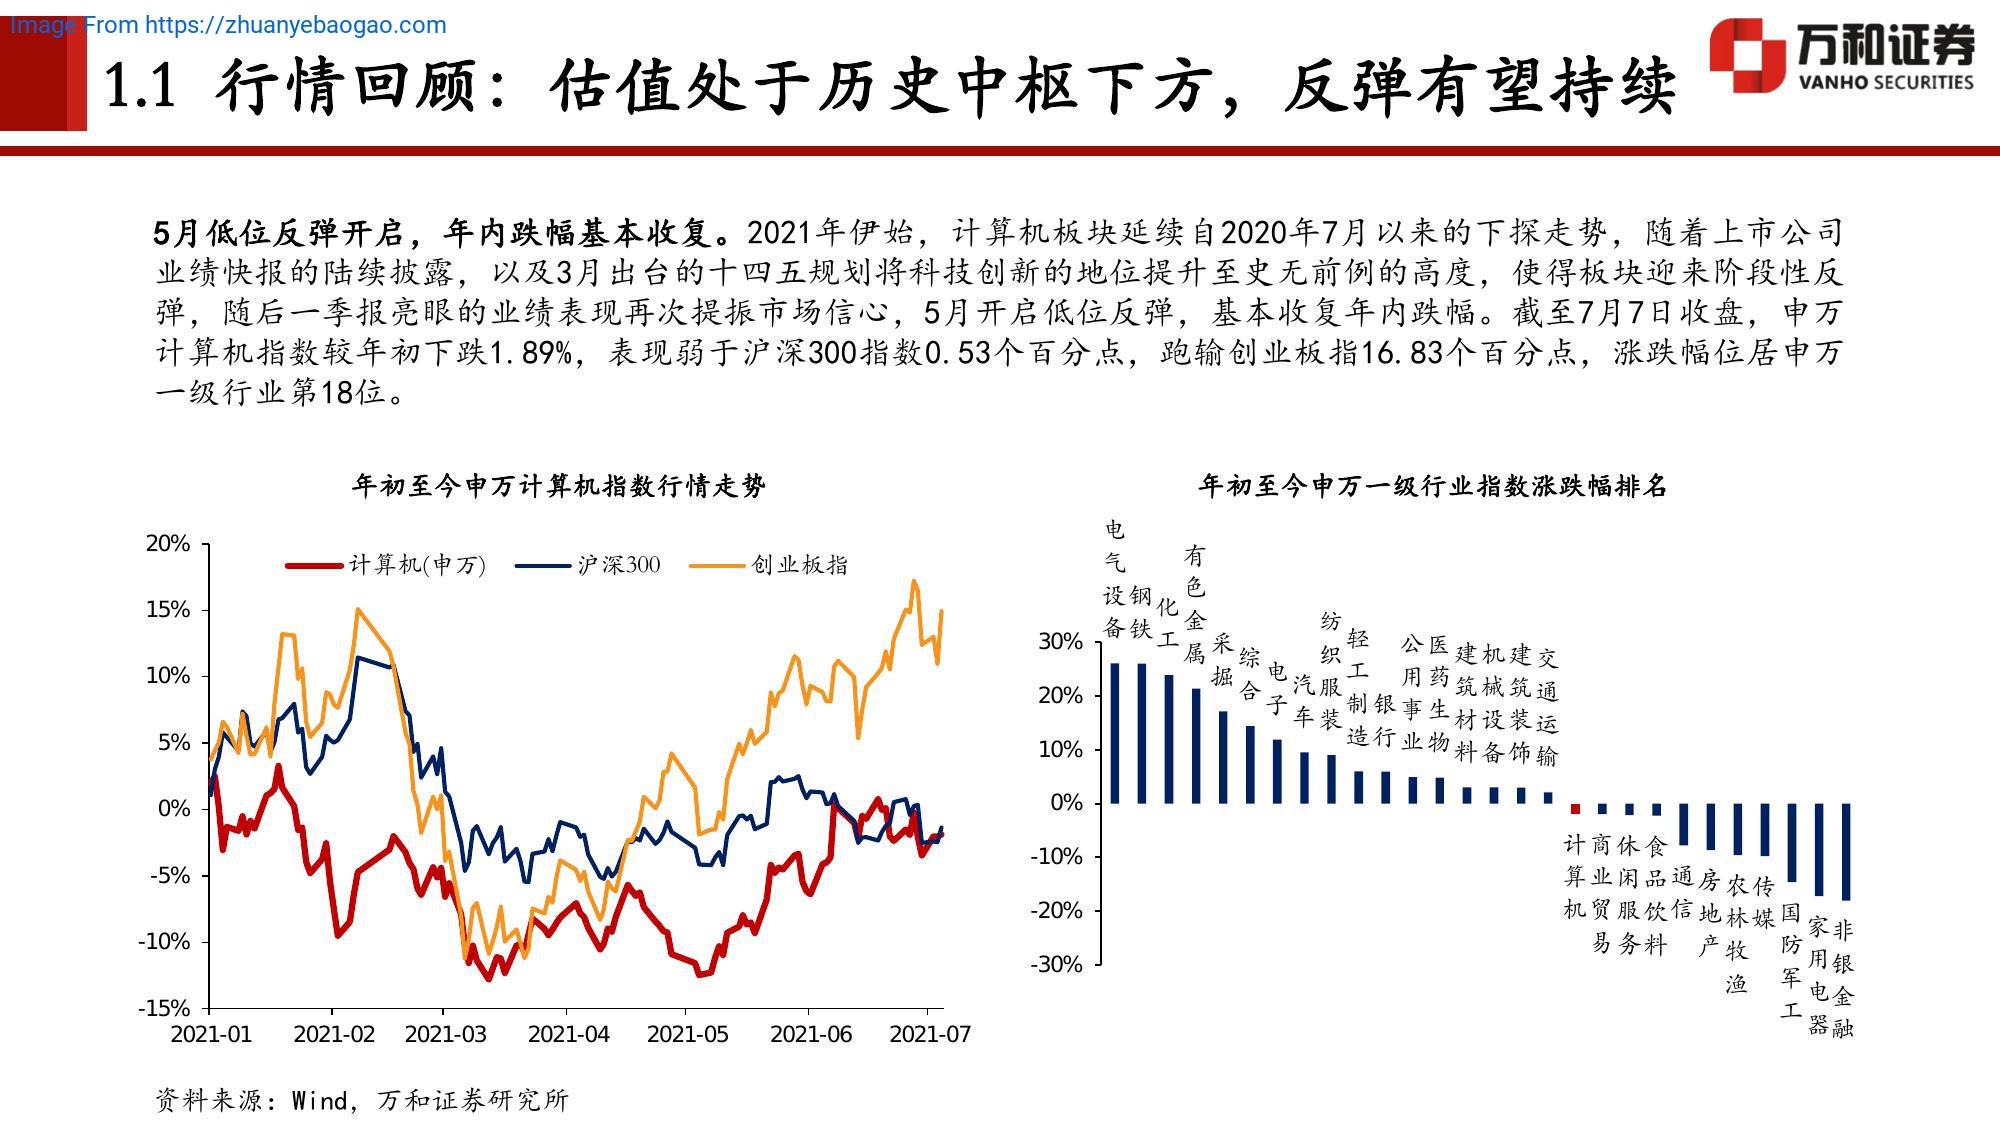 Image From https://zhuanyebaogao.com
1.1 行情回顾：估值处于历史中枢下方，反弹有望持续
万和证券
VANHO SECURITIES
5月低位反弹开启，年内跌幅基本收复。2021年伊始，计算机板块延续自2020年7月以来的下探走势，随着上市公司
业绩快报的陆续披露，以及3月出台的十四五规划将科技创新的地位提升至史无前例的高度，使得板块迎来阶段性反
弹，随后一季报亮眼的业绩表现再次提振市场信心，5月开启低位反弹，基本收复年内跌幅。截至7月7日收盘，申万
计算机指数较年初下跌1.89%，表现弱于沪深300指数0.53个百分点，跑输创业板指16.83个百分点，涨跌幅位居申万
一级行业第18位。
年初至今申万计算机指数行情走势
计算机(申万)
沪深300
创业板指
20%
15%
10%
5%
0%
-5%
-10%
-15%
2021-01
2021-02
2021-03
2021-04
2021-05
2021-06
2021-07
年初至今申万一级行业指数涨跌幅排名
30%
20%
10%
0%
-10%
-20%
-30%
电气设备
钢铁
化工
有色金属
采掘
综合
电子
汽车
纺织服装
轻工制造
银行
公用事业
医药生物
建筑材料
机械设备
建筑装饰
交通运输
计算机
商业贸易
休闲服务
食品饮料
通信
房地产
农林牧渔
传媒
国防军工
家用电器
非银金融
资料来源：Wind，万和证券研究所